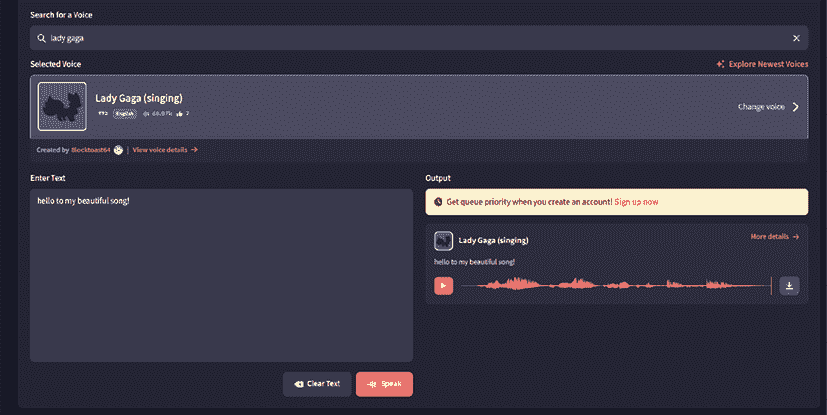 Search for a Voice
lady gaga
Selected Voice
Explore Newest Voices
Lady Gaga (singing)
Change voice
TT2 English 60.97k 7
Created by Blocktoast64 | View voice details
Enter Text
hello to my beautiful song!
Clear Text
Speak
Output
Get queue priority when you create an account! Sign up now
Lady Gaga (singing)
More details
hello to my beautiful song!